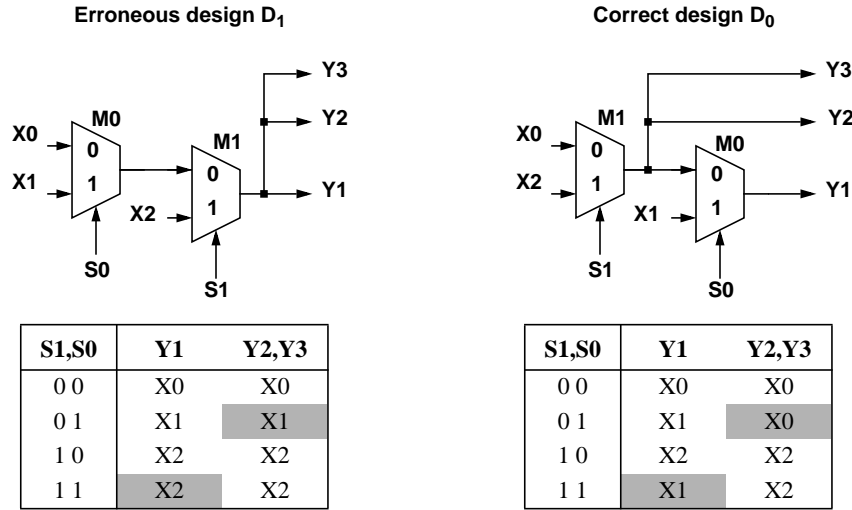 Erroneous design D1
Correct design D0
Y3
Y2
Y1
M0
M1
X0
X1
X2
0
1
0
1
S0
S1
Y3
Y2
Y1
M1
M0
X0
X2
X1
0
1
0
1
S1
S0
S1,S0 Y1 Y2,Y3
0 0 X0 X0
0 1 X1 X1
1 0 X2 X2
1 1 X2 X2
S1,S0 Y1 Y2,Y3
0 0 X0 X0
0 1 X1 X0
1 0 X2 X2
1 1 X1 X2